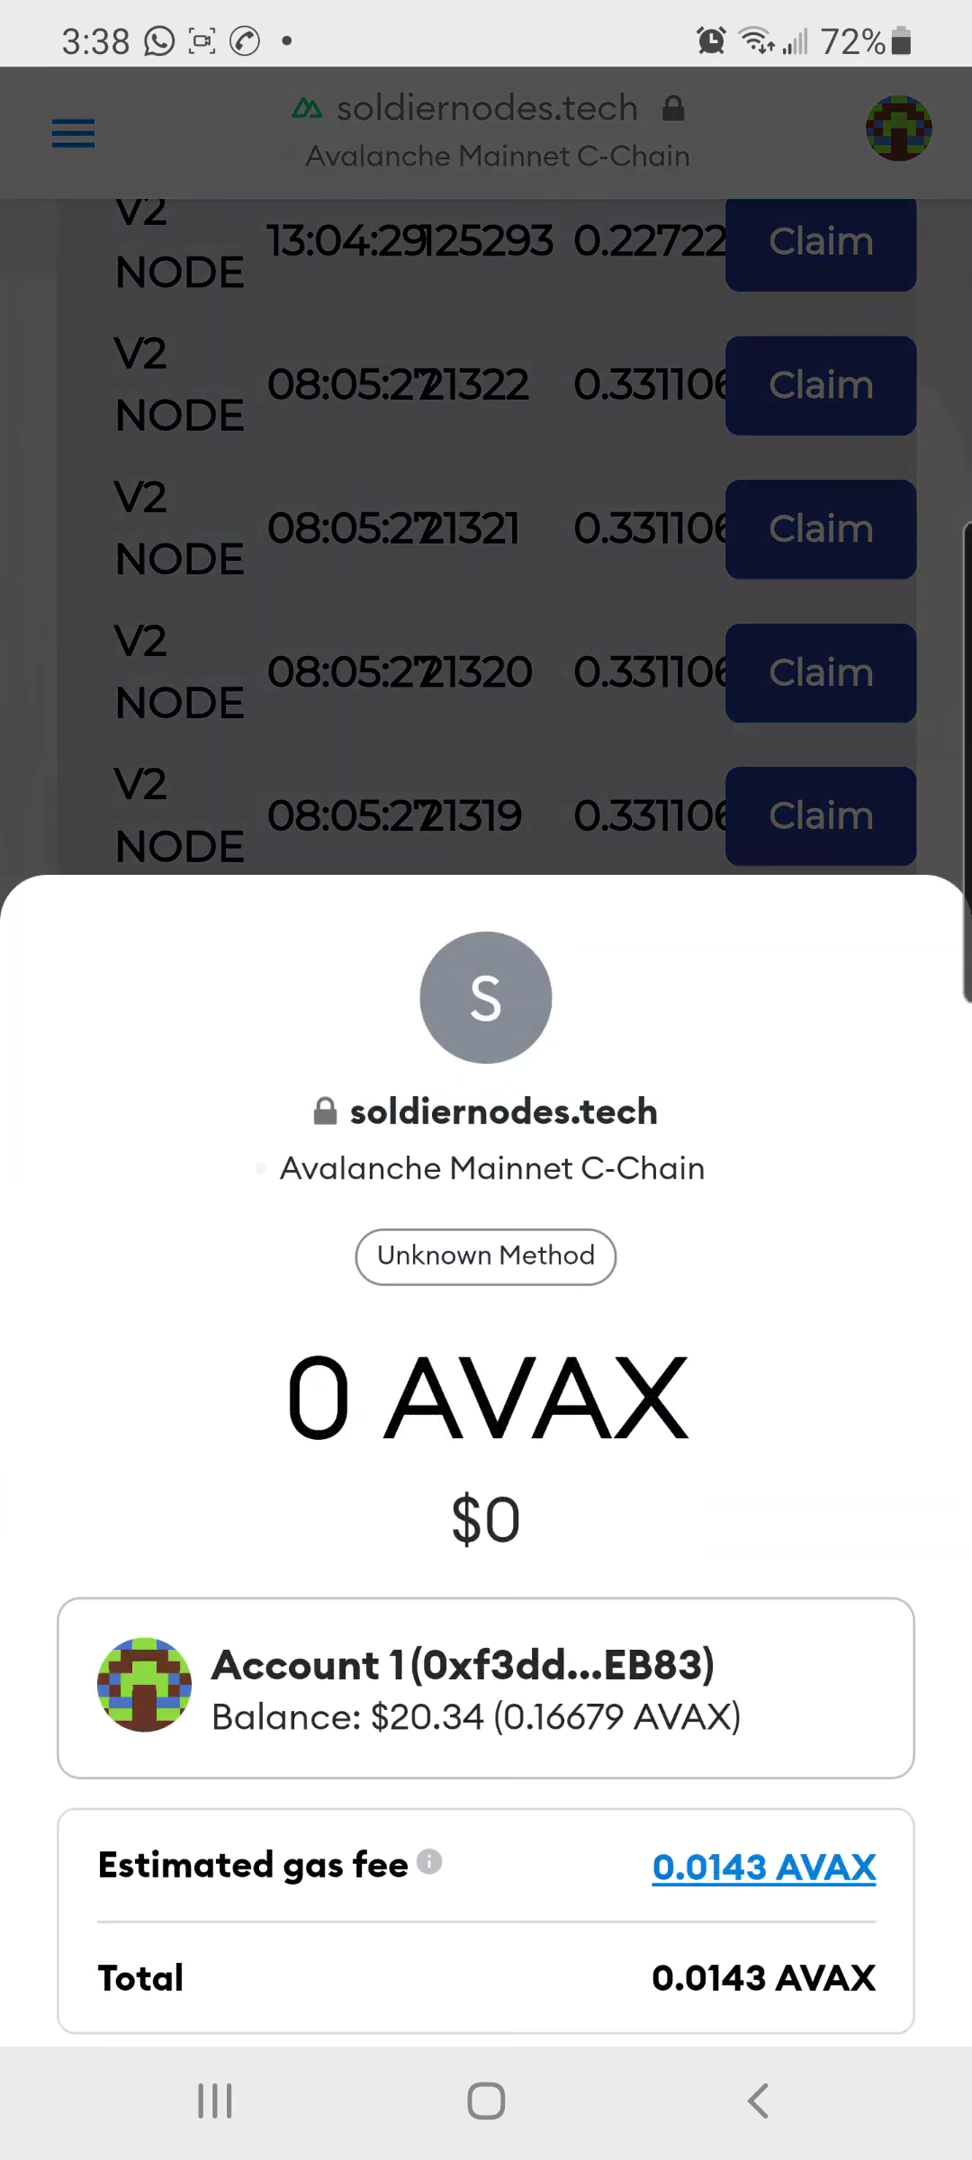 3:38 72%
soldiernodes.tech
Avalanche Mainnet C-Chain
V2 NODE 13:04:29 125293 0.22722 Claim
V2 NODE 08:05:27 21322 0.331106 Claim
V2 NODE 08:05:27 21321 0.331106 Claim
V2 NODE 08:05:27 21320 0.331106 Claim
V2 NODE 08:05:27 21319 0.331106 Claim
S
soldiernodes.tech
Avalanche Mainnet C-Chain
Unknown Method
0 AVAX
$0
Account 1 (0xf3dd...EB83)
Balance: $20.34 (0.16679 AVAX)
Estimated gas fee 0.0143 AVAX
Total 0.0143 AVAX